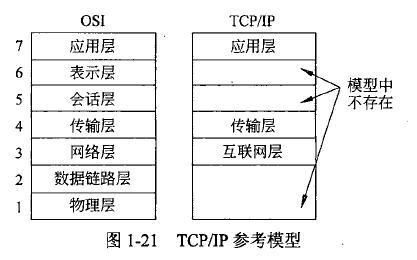 OSI TCP/IP
7 应用层 应用层
6 表示层
5 会话层
模型中
不存在
4 传输层 传输层
3 网络层 互联网层
2 数据链路层
1 物理层
图 1-21 TCP/IP 参考模型